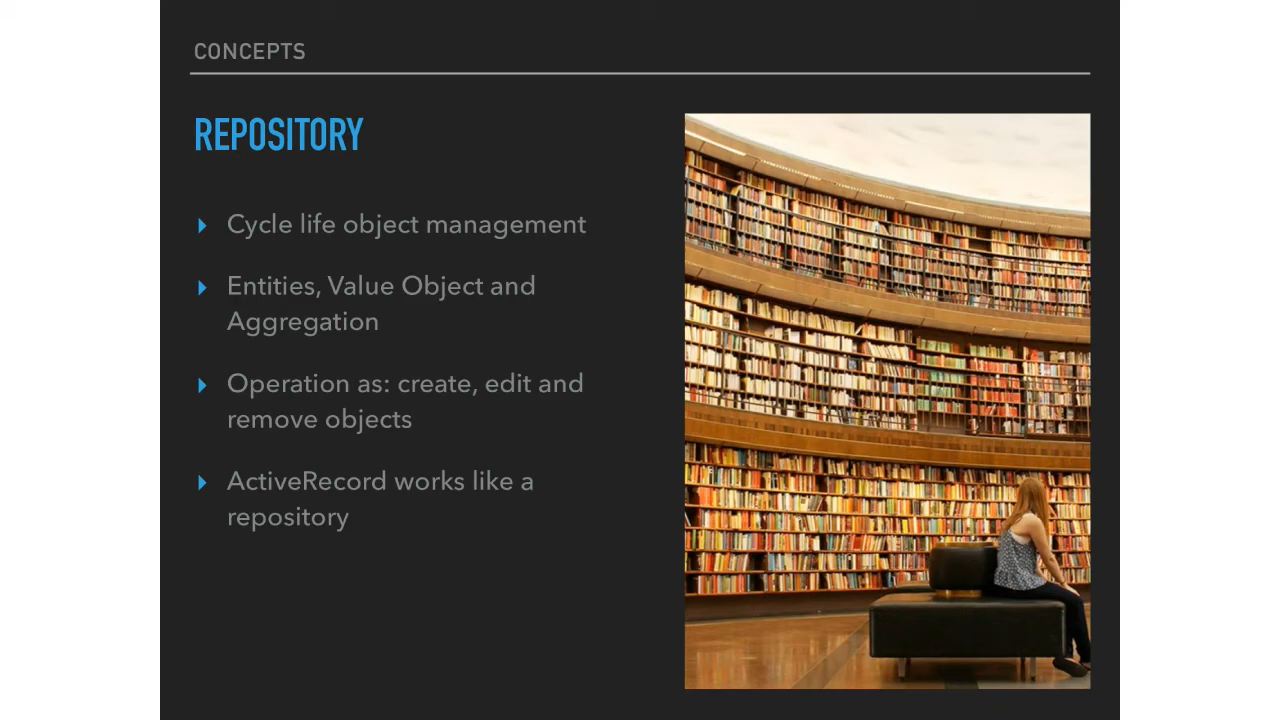 CONCEPTS
REPOSITORY
Cycle life object management
Entities, Value Object and
Aggregation
Operation as: create, edit and
remove objects
ActiveRecord works like a
repository